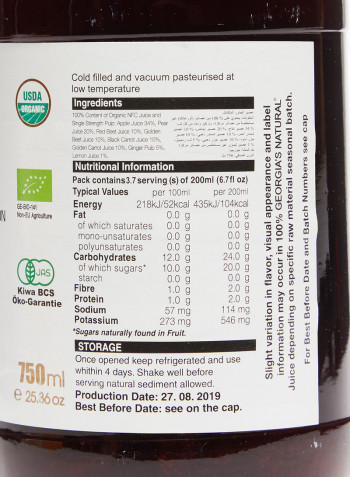 Cold filled and vacuum pasteurised at
low temperature
USDA
ORGANIC
Ingredients
100% Content of Organic NFC Juice and
Single Strength Pulp: Apple Juice 34%, Pear
Juice 20%, Red Beet Juice 10%, Golden
Beet Juice 10%, Black Carrot Juice 10%,
Golden Carrot Juice 10%, Ginger Pulp 5%,
Lemon Juice 1%.
GE-BIO-141
Non-EU Agriculture
JAS
Kiwa BCS
Öko-Garantie
750ml
e 25.36oz
Nutritional Information
Pack contains3.7serving (s) of 200ml (6.7fl oz)
Typical Values per 100ml per 200ml
Energy 218kJ/52kcal 435kJ/104kcal
Fat 0.0 g 0.0 g
of which saturates 0.0 g 0.0 g
mono-unsaturates 0.0 g 0.0 g
polyunsaturates 0.0 g 0.0 g
Carbohydrates 12.0 g 24.0 g
of which sugars* 10.0 g 20.0 g
starch 0.0 g 0.0 g
Fibre 1.0 g 2.0 g
Protein 1.0 g 2.0 g
Sodium 57 mg 114 mg
Potassium 273 mg 546 mg
*Sugars naturally found in Fruit.
STORAGE
Once opened keep refrigerated and use
whithin 4 days. Shake well before
serving natural sediment allowed.
Production Date: 27. 08. 2019
Best Before Date: see on the cap.
Slight variation in flavor, visual appearance and label
information may occur in 100% GEORGIA'S NATURAL
Juice depending on specific raw material seasonal batch.
For Best Before Date and Batch Numbers see cap